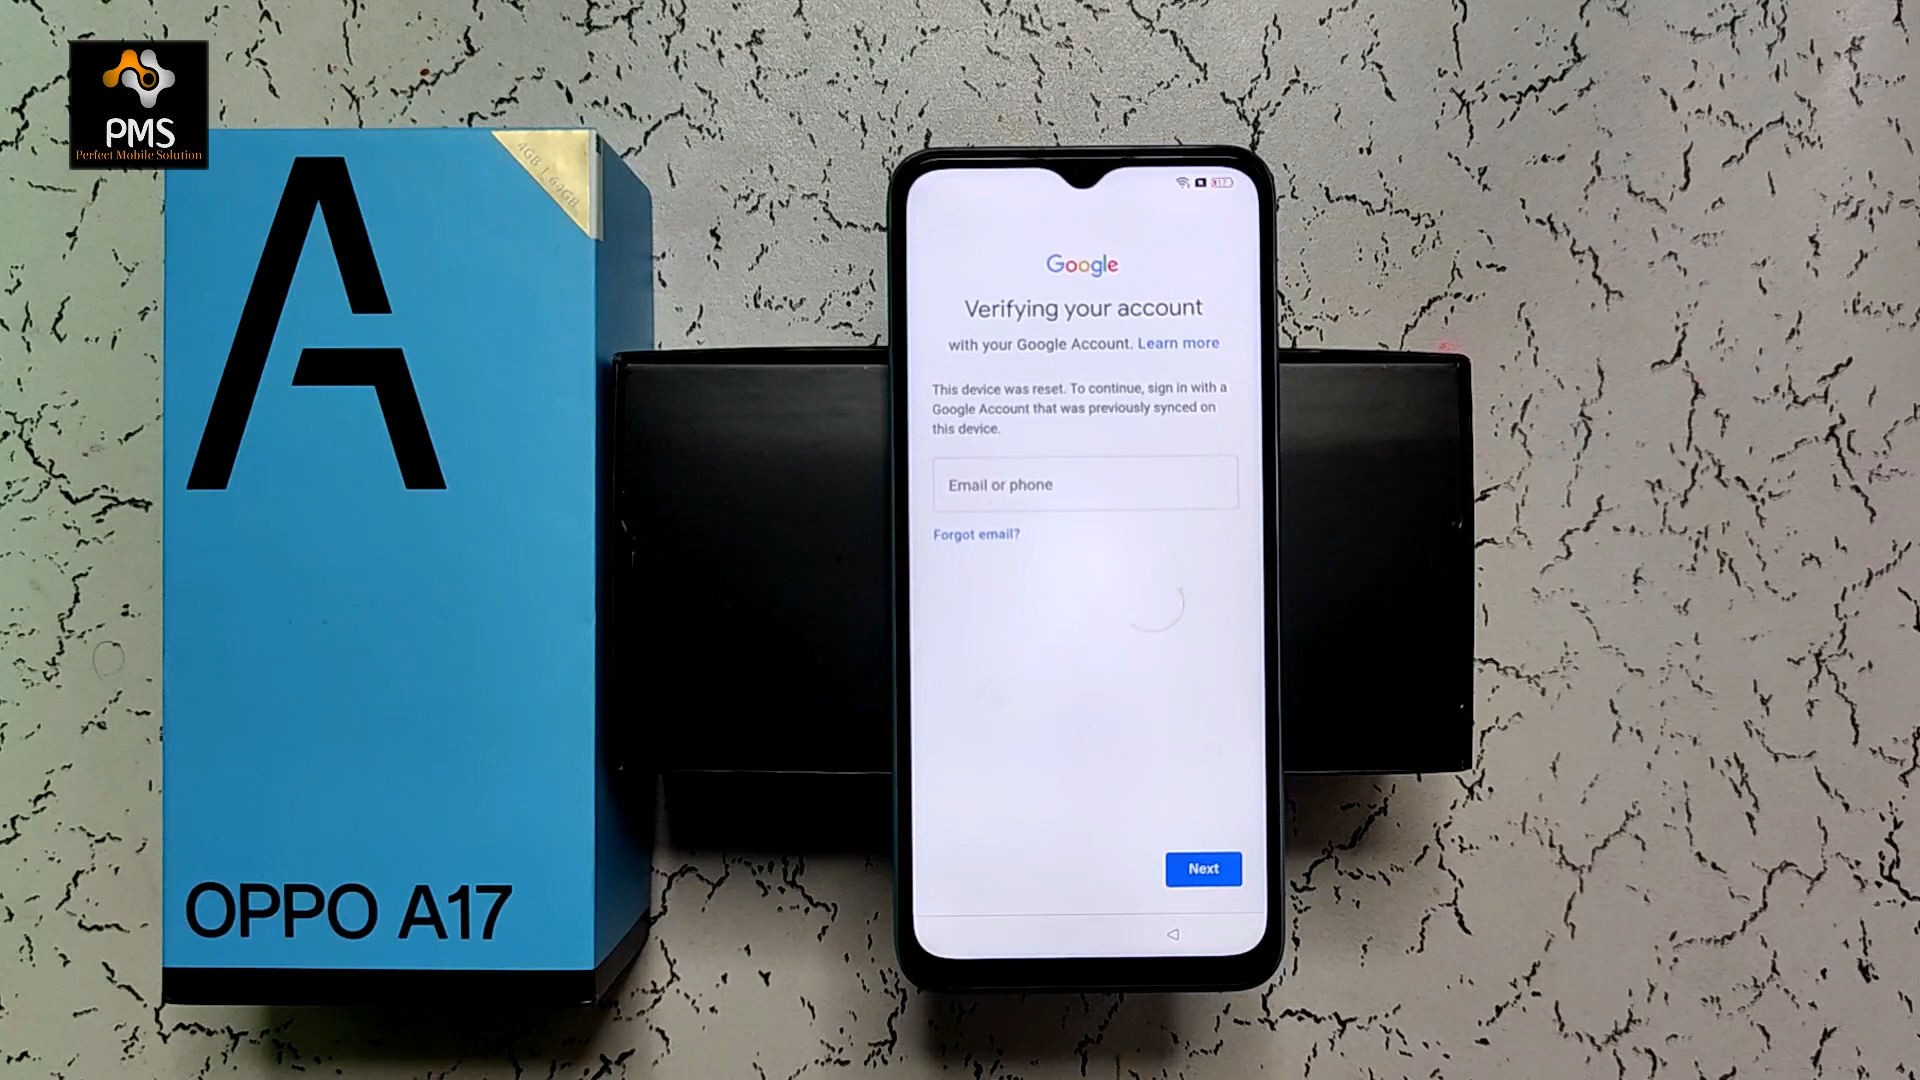 PMS
Perfect Mobile Solution
4GB | 64GB
OPPO A17
17
Google
Verifying your account
with your Google Account. Learn more
This device was reset. To continue, sign in with a
Google Account that was previously synced on
this device.
Email or phone
Forgot email?
Next